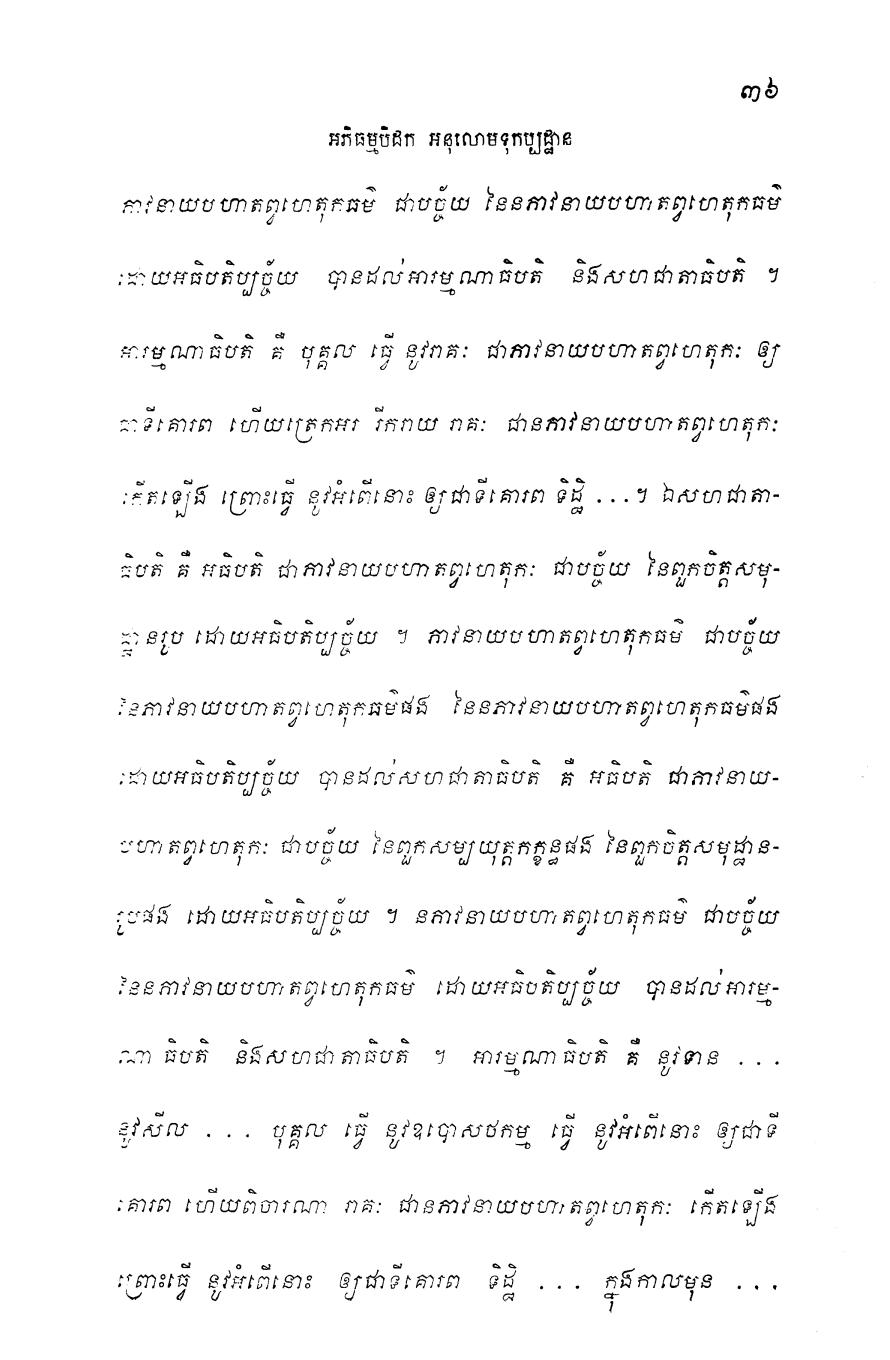 ៣៦
អភិធម្មបិដក អនុលោមទុកប្បដ្ឋាន
ភាវនាយបហាតព្វហេតុកធម៌ ជាបច្ច័យ នៃនភាវនាយបហាតព្វហេតុកធម៌
ដោយអធិបតិប្បច្ច័យ បានដល់អារម្មណាធិបតិ និងសហជាតាធិបតិ ។
អារម្មណាធិបតិ គឺ បុគ្គល ធ្វើ នូវរាគៈ ជាភាវនាយបហាតព្វហេតុកៈ ឲ្យ
ជាទីគោរព ហើយត្រេកអរ រីករាយ រាគៈ ជានភាវនាយបហាតព្វហេតុកៈ
កើតឡើង ព្រោះធ្វើ នូវអំពើនោះ ឲ្យជាទីគោរព ទិដ្ឋិ ...។ ឯសហជាតា-
ធិបតិ គឺ អធិបតិ ជាភាវនាយបហាតព្វហេតុកៈ ជាបច្ច័យ នៃពួកចិត្តសមុ-
ដ្ឋានរូប ដោយអធិបតិប្បច្ច័យ ។ ភាវនាយបហាតព្វហេតុកធម៌ ជាបច្ច័យ
នៃភាវនាយបហាតព្វហេតុកធម៌ផង នៃនភាវនាយបហាតព្វហេតុកធម៌ផង
ដោយអធិបតិប្បច្ច័យ បានដល់សហជាតាធិបតិ គឺ អធិបតិ ជាភាវនាយ-
បហាតព្វហេតុកៈ ជាបច្ច័យ នៃពួកសម្បយុត្តកក្ខន្ធផង នៃពួកចិត្តសមុដ្ឋាន-
រូបផង ដោយអធិបតិប្បច្ច័យ ។ នភាវនាយបហាតព្វហេតុកធម៌ ជាបច្ច័យ
នៃនភាវនាយបហាតព្វហេតុកធម៌ ដោយអធិបតិប្បច្ច័យ បានដល់អារម្ម-
ណាធិបតិ និងសហជាតាធិបតិ ។ អារម្មណាធិបតិ គឺ នូវទាន ...
នូវសីល ... បុគ្គល ធ្វើ នូវឧបោសថកម្ម ធ្វើ នូវអំពើនោះ ឲ្យជាទី
គោរព ហើយពិចារណា រាគៈ ជានភាវនាយបហាតព្វហេតុកៈ កើតឡើង
ព្រោះធ្វើ នូវអំពើនោះ ឲ្យជាទីគោរព ទិដ្ឋិ ... ក្នុងកាលមុន ...